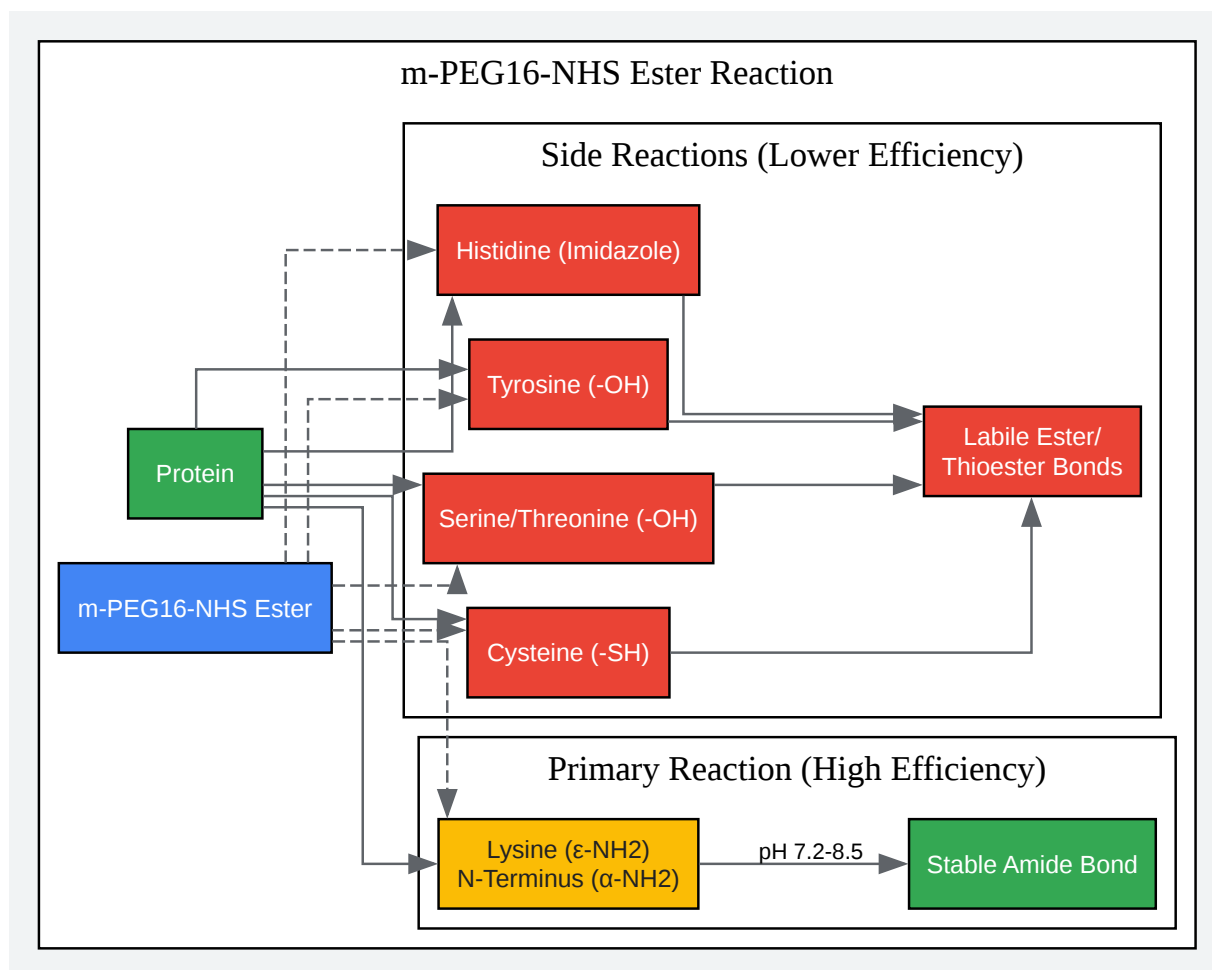 m-PEG16-NHS Ester Reaction
Side Reactions (Lower Efficiency)
Histidine (Imidazole)
Tyrosine (-OH)
Labile Ester/
Thioester Bonds
Protein
Serine/Threonine (-OH)
m-PEG16-NHS Ester
Cysteine (-SH)
Primary Reaction (High Efficiency)
Lysine (ε-NH2)
N-Terminus (α-NH2)
pH 7.2-8.5
Stable Amide Bond